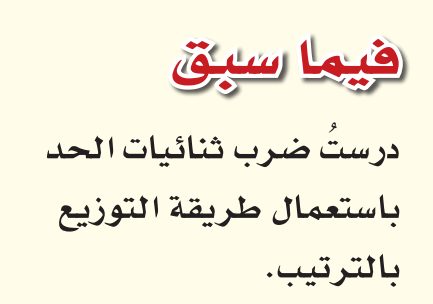 فيما سبق
درستُ ضرب ثنائيات الحد
باستعمال طريقة التوزيع
بالترتيب.